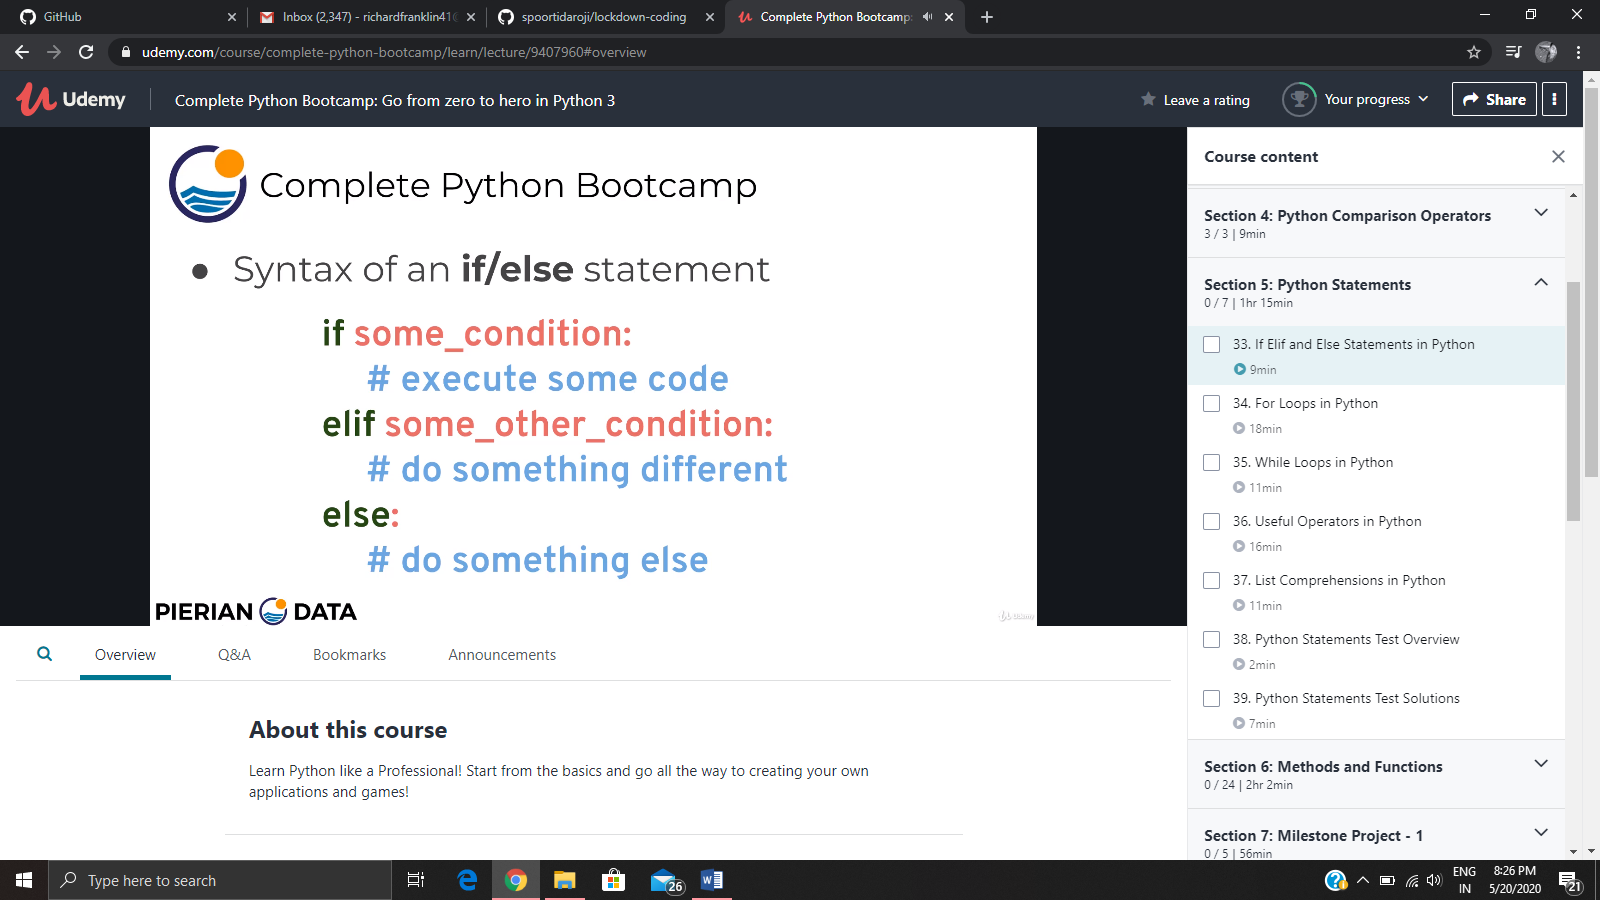 GitHub
Inbox (2,347) - richardfranklin41
spoortidaroji/lockdown-coding
Complete Python Bootcamp:
udemy.com/course/complete-python-bootcamp/learn/lecture/9407960#overview
Udemy
Complete Python Bootcamp: Go from zero to hero in Python 3
Leave a rating
Your progress
Share
Complete Python Bootcamp
● Syntax of an if/else statement
if some_condition:
# execute some code
elif some_other_condition:
# do something different
else:
# do something else
PIERIAN DATA
Udemy
Course content
Section 4: Python Comparison Operators
3 / 3 | 9min
Section 5: Python Statements
0 / 7 | 1hr 15min
33. If Elif and Else Statements in Python
9min
34. For Loops in Python
18min
35. While Loops in Python
11min
36. Useful Operators in Python
16min
37. List Comprehensions in Python
11min
38. Python Statements Test Overview
2min
39. Python Statements Test Solutions
7min
Section 6: Methods and Functions
0 / 24 | 2hr 2min
Section 7: Milestone Project - 1
0 / 5 | 56min
Overview
Q&A
Bookmarks
Announcements
About this course
Learn Python like a Professional! Start from the basics and go all the way to creating your own
applications and games!
Type here to search
26
ENG
IN
8:26 PM
5/20/2020
21